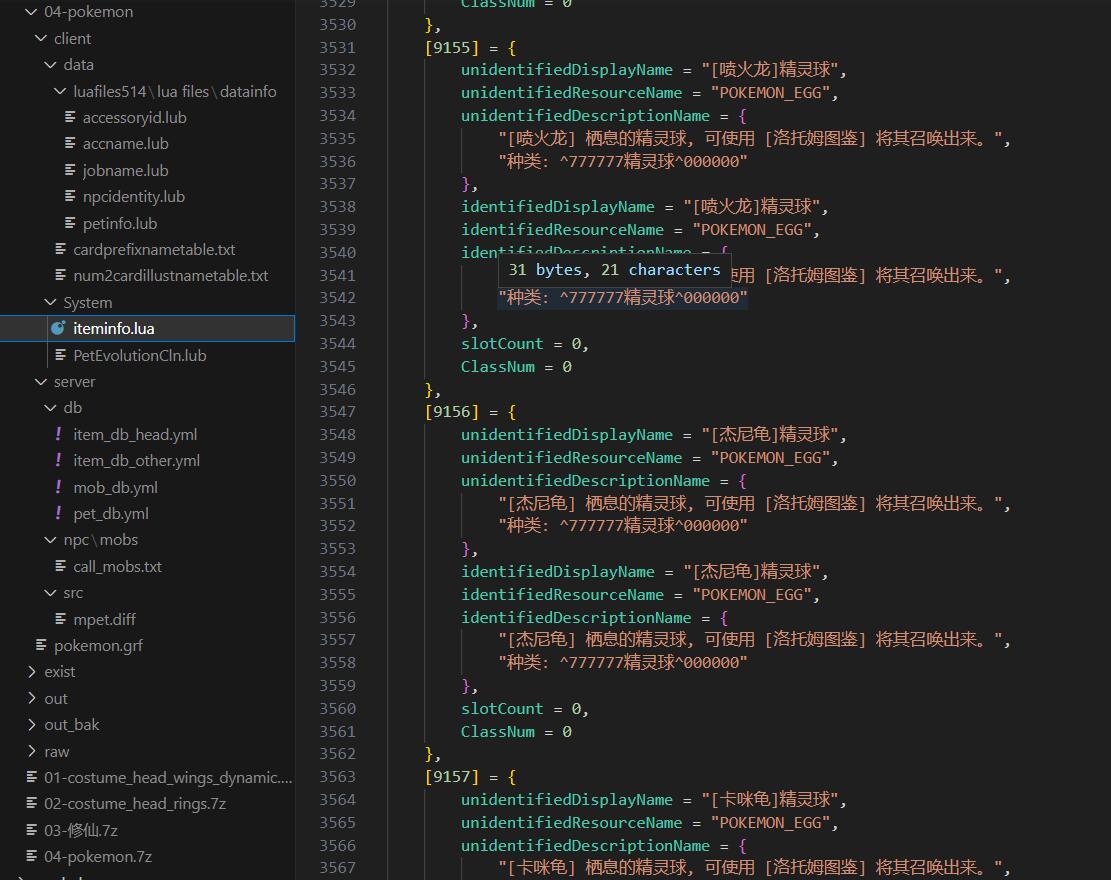 04-pokemon
client
data
luafiles514\lua files\datainfo
accessoryid.lub
accname.lub
jobname.lub
npcidentity.lub
petinfo.lub
cardprefixnametable.txt
num2cardillustnametable.txt
System
iteminfo.lua
PetEvolutionCln.lub
server
db
item_db_head.yml
item_db_other.yml
mob_db.yml
pet_db.yml
npc\mobs
call_mobs.txt
src
mpet.diff
pokemon.grf
exist
out
out_bak
raw
01-costume_head_wings_dynamic....
02-costume_head_rings.7z
03-修仙.7z
04-pokemon.7z
3529 ClassNum = 0
3530 },
3531 [9155] = {
3532 unidentifiedDisplayName = "[喷火龙]精灵球",
3533 unidentifiedResourceName = "POKEMON_EGG",
3534 unidentifiedDescriptionName = {
3535 "[喷火龙] 栖息的精灵球, 可使用 [洛托姆图鉴] 将其召唤出来。",
3536 "种类: ^777777精灵球^000000"
3537 },
3538 identifiedDisplayName = "[喷火龙]精灵球",
3539 identifiedResourceName = "POKEMON_EGG",
3540 identifiedDescriptionName = {
31 bytes, 21 characters
3541 使用 [洛托姆图鉴] 将其召唤出来。",
3542 "种类: ^777777精灵球^000000"
3543 },
3544 slotCount = 0,
3545 ClassNum = 0
3546 },
3547 [9156] = {
3548 unidentifiedDisplayName = "[杰尼龟]精灵球",
3549 unidentifiedResourceName = "POKEMON_EGG",
3550 unidentifiedDescriptionName = {
3551 "[杰尼龟] 栖息的精灵球, 可使用 [洛托姆图鉴] 将其召唤出来。",
3552 "种类: ^777777精灵球^000000"
3553 },
3554 identifiedDisplayName = "[杰尼龟]精灵球",
3555 identifiedResourceName = "POKEMON_EGG",
3556 identifiedDescriptionName = {
3557 "[杰尼龟] 栖息的精灵球, 可使用 [洛托姆图鉴] 将其召唤出来。",
3558 "种类: ^777777精灵球^000000"
3559 },
3560 slotCount = 0,
3561 ClassNum = 0
3562 },
3563 [9157] = {
3564 unidentifiedDisplayName = "[卡咪龟]精灵球",
3565 unidentifiedResourceName = "POKEMON_EGG",
3566 unidentifiedDescriptionName = {
3567 "[卡咪龟] 栖息的精灵球, 可使用 [洛托姆图鉴] 将其召唤出来。",